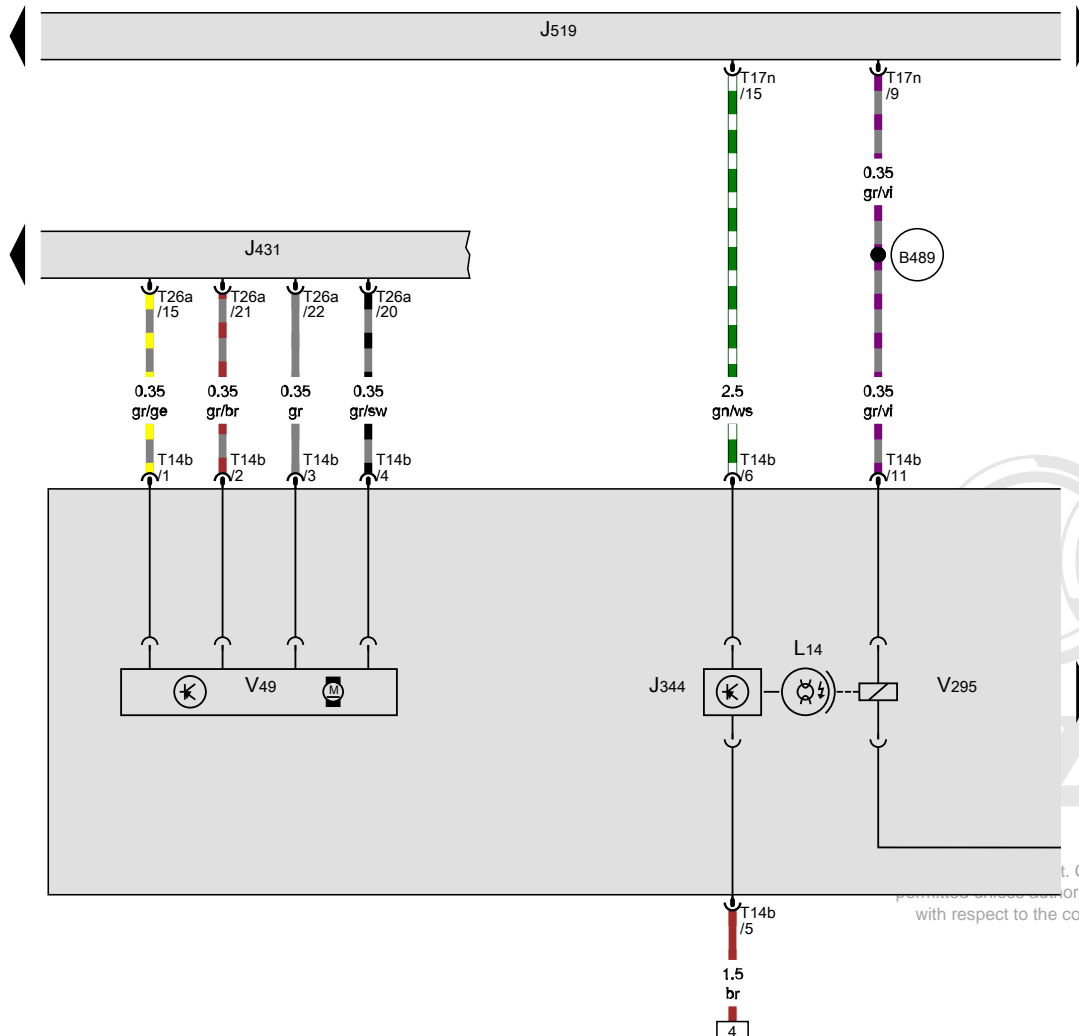 J519
T17n
/15
T17n
/9
0.35
gr/vi
B489
J431
T26a
/15
T26a
/21
T26a
/22
T26a
/20
0.35
gr/ge
0.35
gr/br
0.35
gr
0.35
gr/sw
2.5
gn/ws
0.35
gr/vi
T14b
/1
T14b
/2
T14b
/3
T14b
/4
T14b
/6
T14b
/11
V49
M
J344
L14
V295
T14b
/5
with respect to the co
1.5
br
4